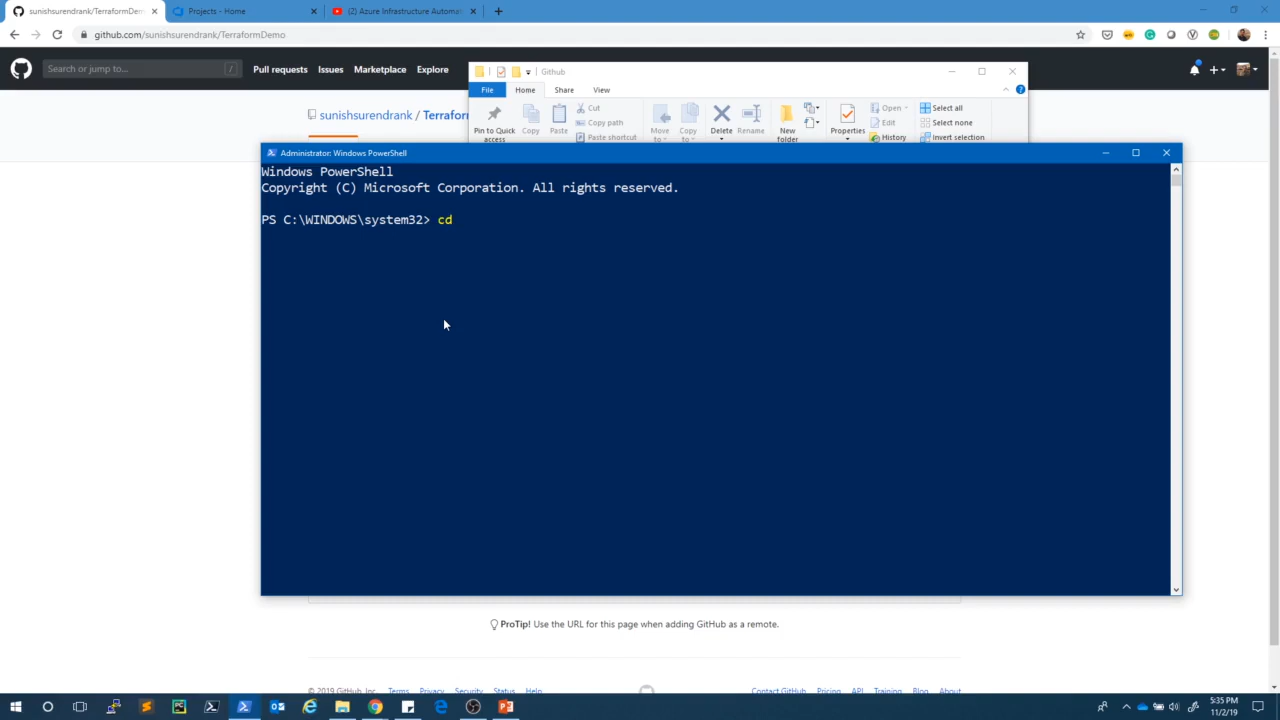 sunishsurendrank/TerraformDem
Projects - Home
(2) Azure Infrastructure Automat
github.com/sunishsurendrank/TerraformDemo
Search or jump to...
/
Pull requests
Issues
Marketplace
Explore
Github
File
Home
Share
View
sunishsurendrank / Terraform
Pin to Quick access
Copy
Paste
Cut
Copy path
Paste shortcut
Move to
Copy to
Delete
Rename
New folder
Properties
Open
Edit
History
Select all
Select none
Invert selection
Administrator: Windows PowerShell
Windows PowerShell
Copyright (C) Microsoft Corporation. All rights reserved.
PS C:\WINDOWS\system32> cd
ProTip! Use the URL for this page when adding GitHub as a remote.
© 2019 GitHub, Inc.
Terms
Privacy
Security
Status
Help
Contact GitHub
Pricing
API
Training
Blog
About
5:35 PM
11/2/19